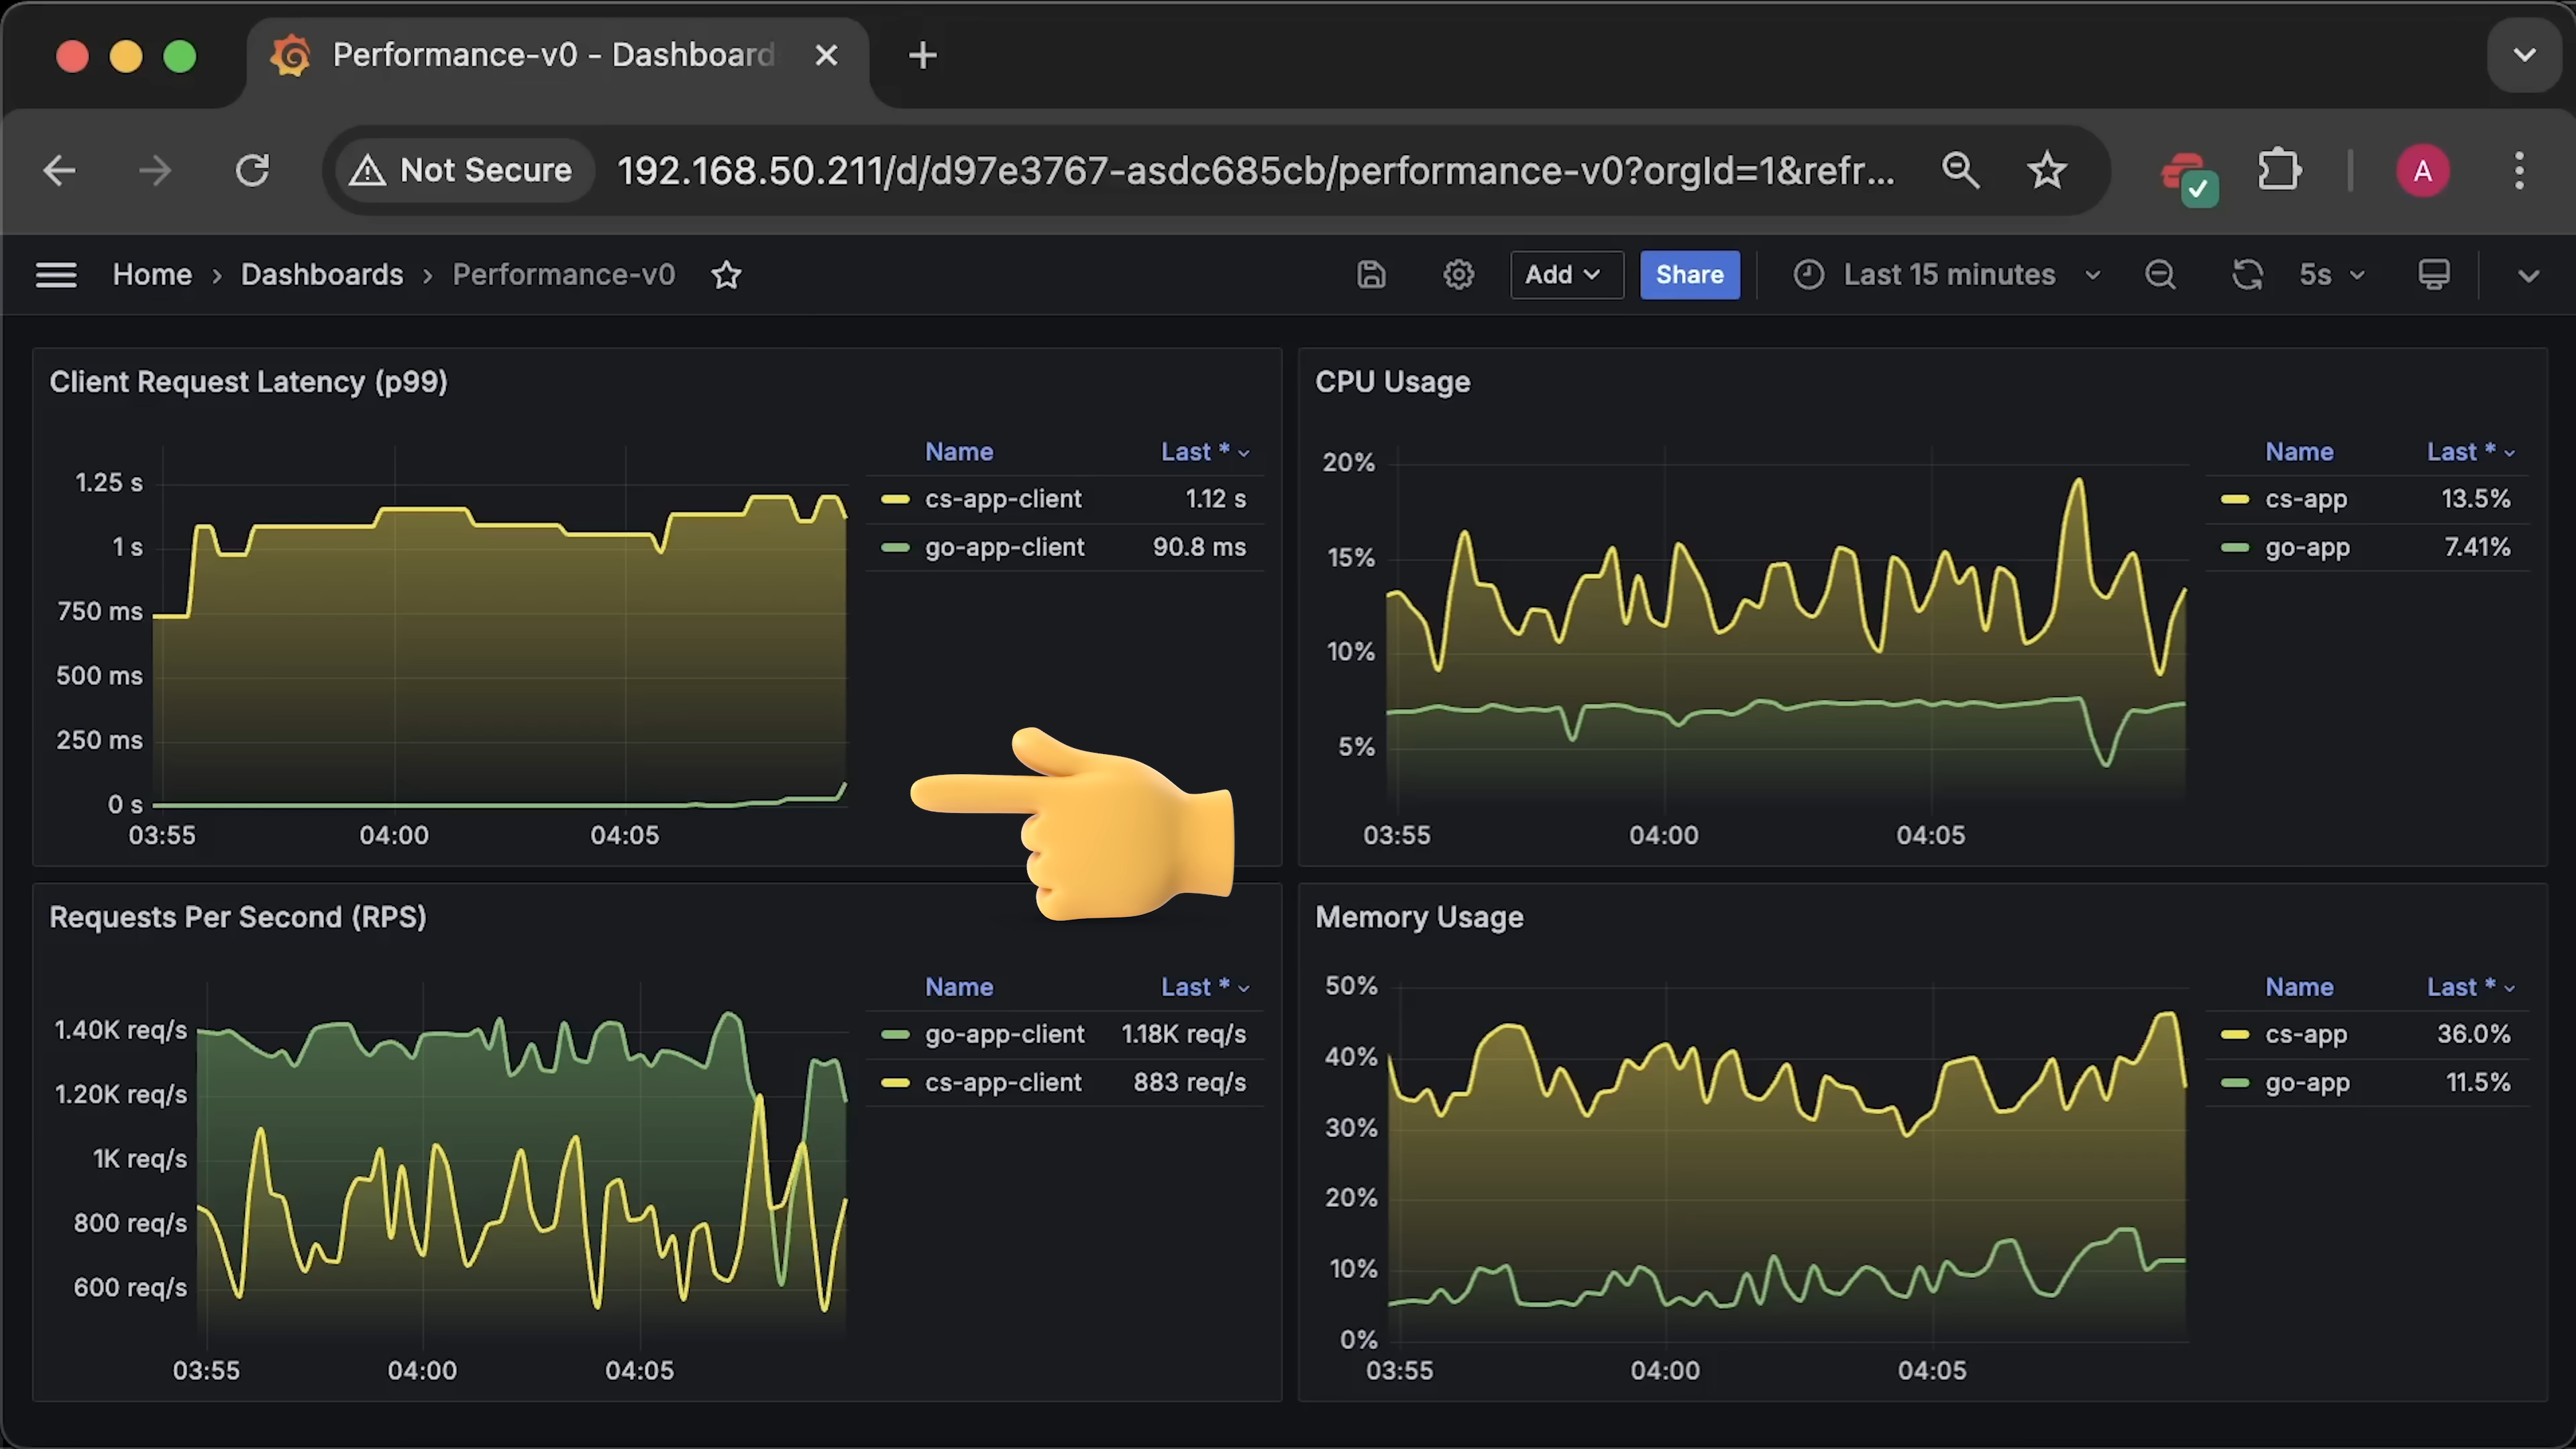 Performance-v0 - Dashboard
Not Secure
192.168.50.211/d/d97e3767-asdc685cb/performance-v0?orgId=1&refr...
A
Home › Dashboards › Performance-v0
Add
Share
Last 15 minutes
5s
Client Request Latency (p99)
Name Last *
cs-app-client 1.12 s
go-app-client 90.8 ms
1.25 s
1 s
750 ms
500 ms
250 ms
0 s
03:55 04:00 04:05
CPU Usage
Name Last *
cs-app 13.5%
go-app 7.41%
20%
15%
10%
5%
03:55 04:00 04:05
Requests Per Second (RPS)
Name Last *
go-app-client 1.18K req/s
cs-app-client 883 req/s
1.40K req/s
1.20K req/s
1K req/s
800 req/s
600 req/s
03:55 04:00 04:05
Memory Usage
Name Last *
cs-app 36.0%
go-app 11.5%
50%
40%
30%
20%
10%
0%
03:55 04:00 04:05